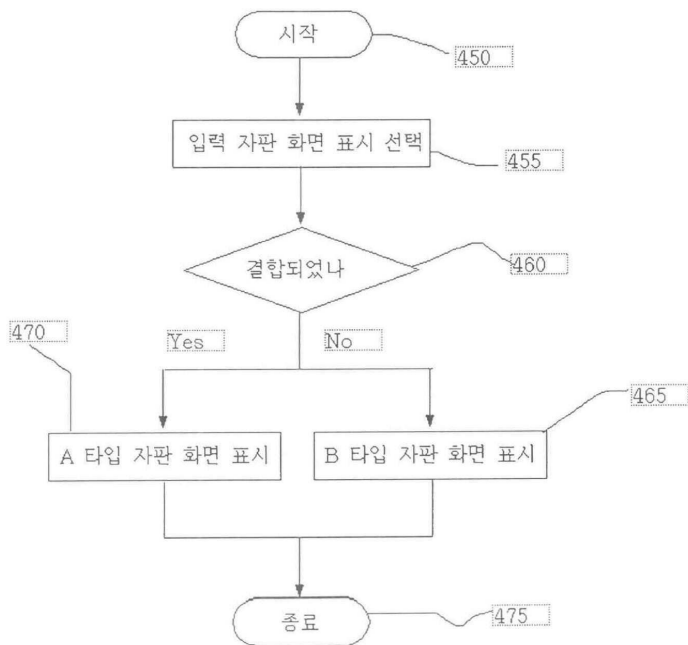 시작
450
입력 자판 화면 표시 선택
455
결합되었나
460
470
Yes
No
465
A 타입 자판 화면 표시
B 타입 자판 화면 표시
종료
475